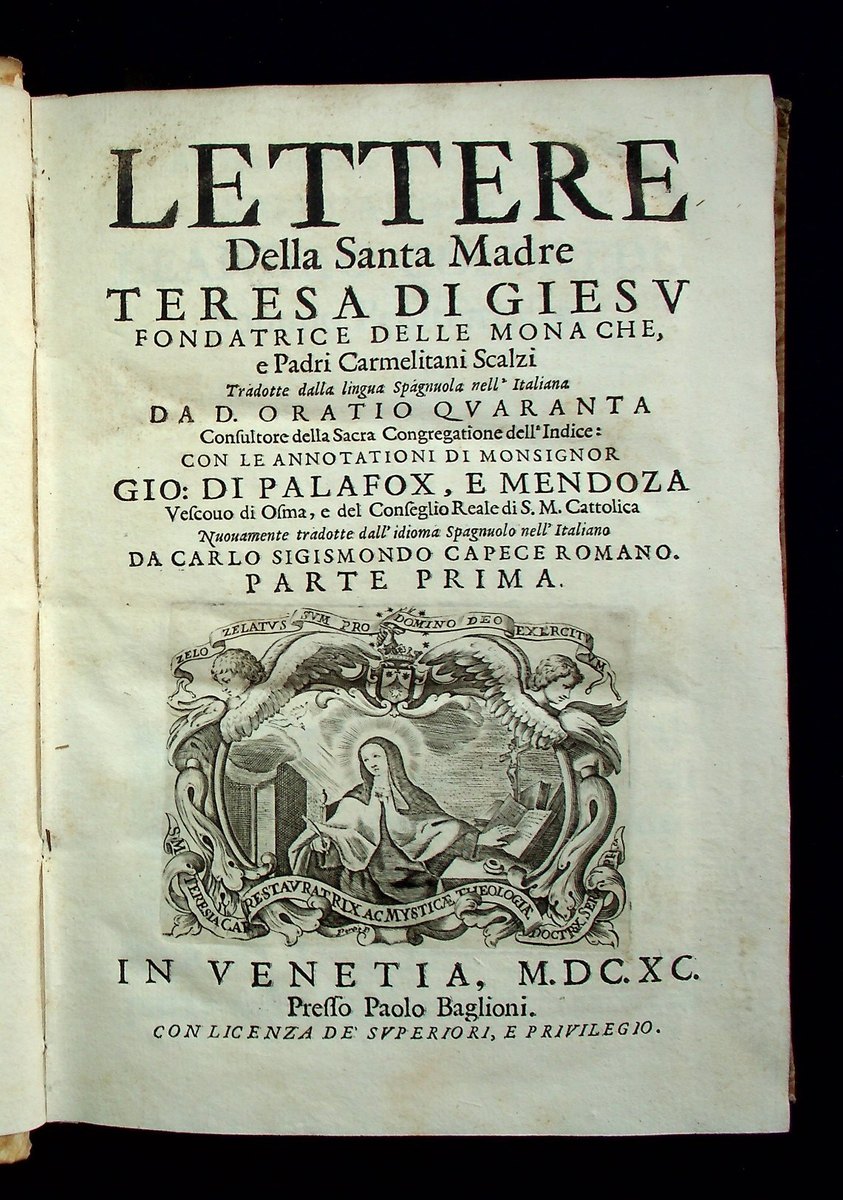 LETTERE
Della Santa Madre
TERESA DI GIESV
FONDATRICE DELLE MONACHE,
e Padri Carmelitani Scalzi
Tradotte dalla lingua Spagnuola nell' Italiana
DA D. ORATIO QVARANTA
Conſultore della Sacra Congregatione dell' Indice:
CON LE ANNOTATIONI DI MONSIGNOR
GIO: DI PALAFOX, E MENDOZA
Veſcouo di Oſma, e del Conſeglio Reale di S. M. Cattolica
Nuouamente tradotte dall' idioma Spagnuolo nell' Italiano
DA CARLO SIGISMONDO CAPECE ROMANO.
PARTE PRIMA.
ZELO ZELATVS SVM PRO DOMINO DEO EXERCITVVM
S. M. TERESIA CAR RESTAVRATRIX AC MYSTICÆ THEOLOGIÆ DOCTRX
IN VENETIA, M.DC.XC.
Preſſo Paolo Baglioni.
CON LICENZA DE' SVPERIORI, E PRIVILEGIO.